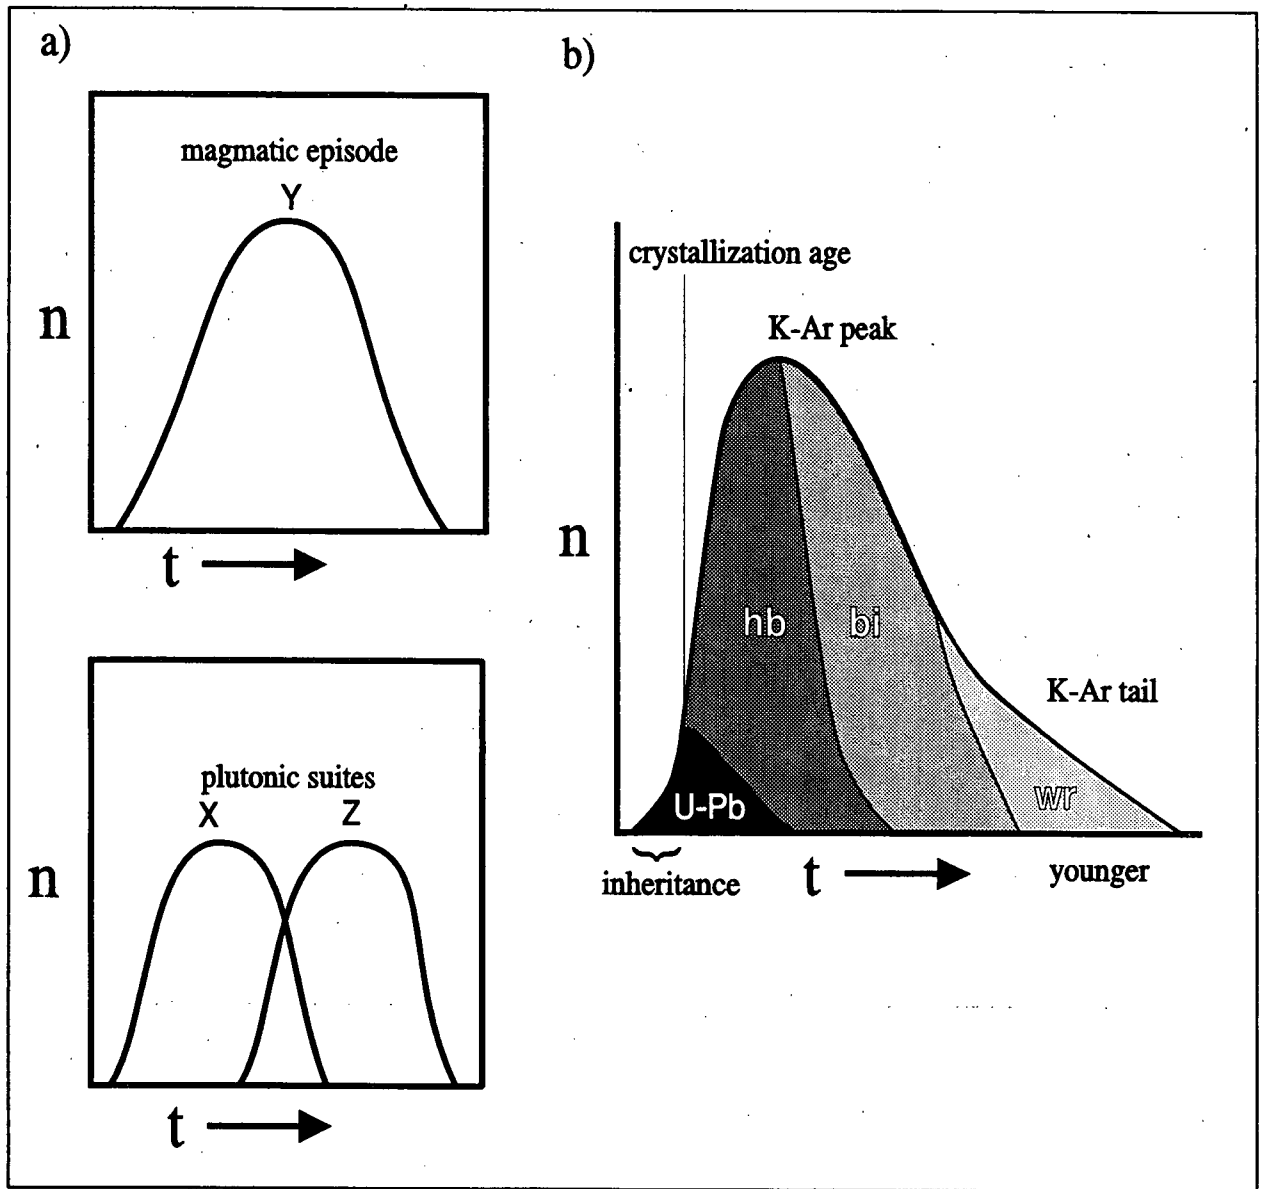 a)
magmatic episode
Y
n
t
plutonic suites
X Z
n
t
b)
crystallization age
K-Ar peak
n
hb
bi
K-Ar tail
wr
U-Pb
inheritance
t
younger